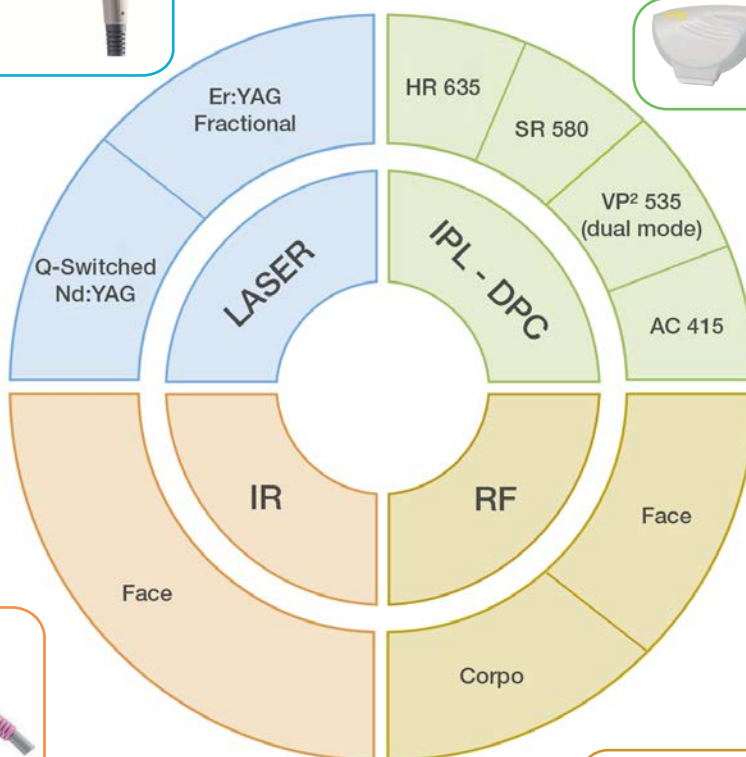 Er:YAG
Fractional
HR 635
SR 580
VP² 535
(dual mode)
Q-Switched
Nd:YAG
LASER
IPL - DPC
AC 415
IR
RF
Face
Face
Corpo